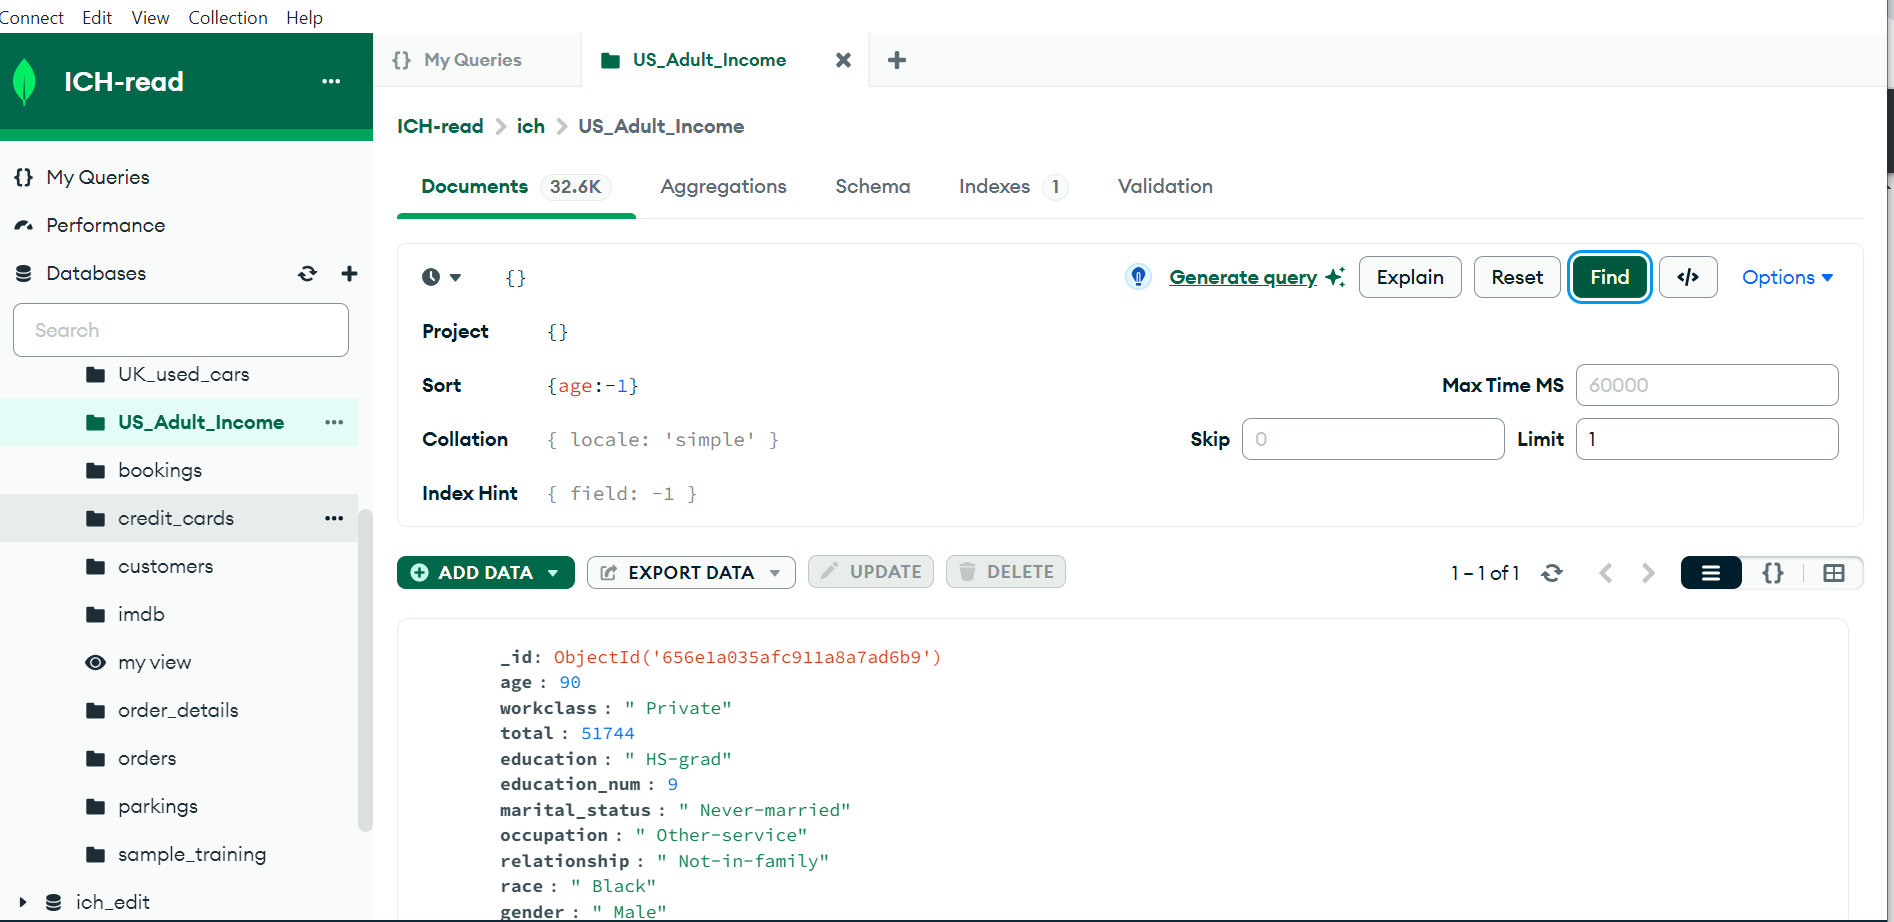 Connect Edit View Collection Help
ICH-read
My Queries
US_Adult_Income
ICH-read > ich > US_Adult_Income
Documents 32.6K Aggregations Schema Indexes 1 Validation
{} My Queries
Performance
Databases
Search
UK_used_cars
US_Adult_Income
bookings
credit_cards
customers
imdb
my view
order_details
orders
parkings
sample_training
ich_edit
{} Generate query Explain Reset Find </> Options
Project {}
Sort {age:-1} Max Time MS 60000
Collation { locale: 'simple' } Skip 0 Limit 1
Index Hint { field: -1 }
ADD DATA EXPORT DATA UPDATE DELETE 1 – 1 of 1 {}
_id: ObjectId('656e1a035afc911a8a7ad6b9')
age : 90
workclass : " Private"
total : 51744
education : " HS-grad"
education_num : 9
marital_status : " Never-married"
occupation : " Other-service"
relationship : " Not-in-family"
race : " Black"
gender : " Male"